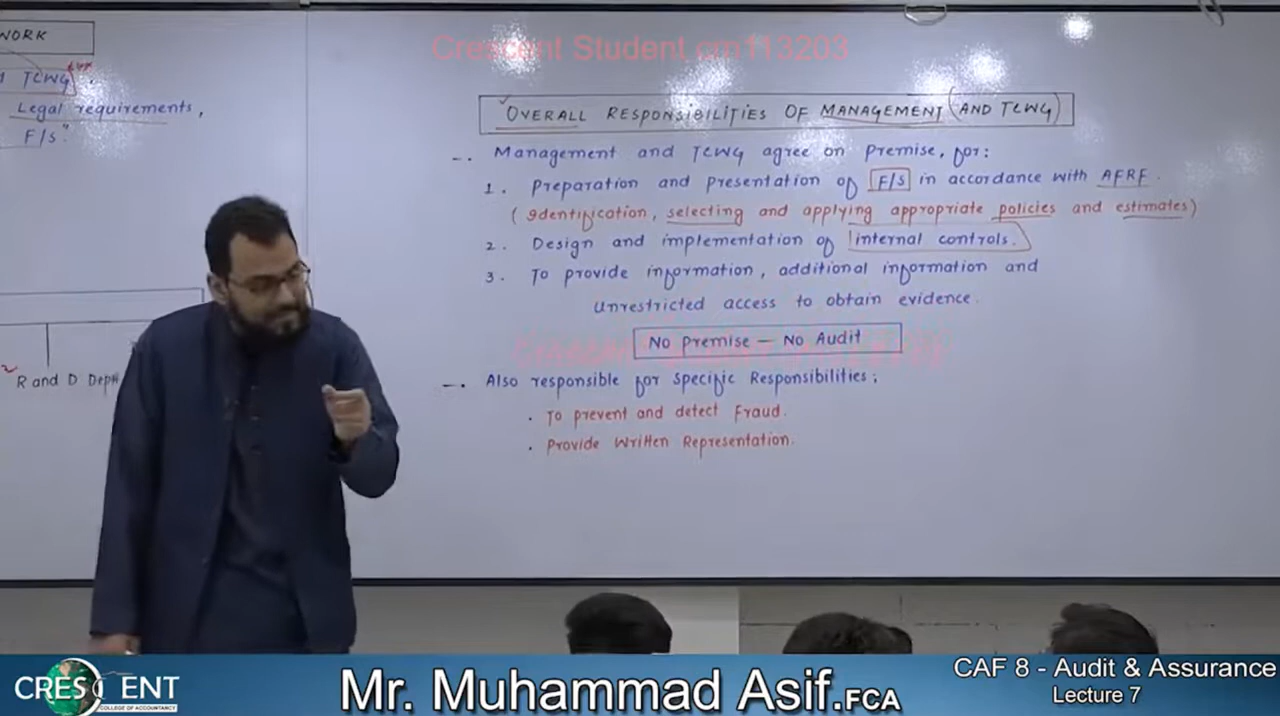 WORK
TCWG
Legal requirements,
F/s"
R and D Deptt
Crescent Student cm113203
OVERALL RESPONSIBILITIES OF MANAGEMENT (AND TCWG)
Management and TCWG agree on Premise, for:
1. Preparation and presentation of F/S in accordance with AFRF.
(Identification, selecting and applying appropriate policies and estimates)
2. Design and implementation of internal controls.
3. To provide information, additional information and
unrestricted access to obtain evidence.
No Premise – No Audit
Also responsible for Specific Responsibilities;
. To prevent and detect Fraud.
. Provide Written Representation.
CRESCENT
COLLEGE OF ACCOUNTANCY
Mr. Muhammad Asif.FCA
CAF 8 - Audit & Assurance
Lecture 7